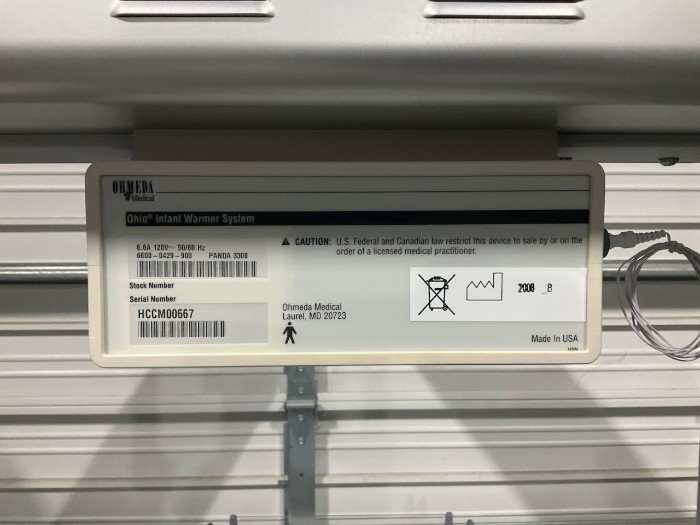 OHMEDA
Medical
Ohio® Infant Warmer System
6.6A 120V~ 50/60 Hz
6600-0429-900 PANDA 3300
Stock Number
Serial Number
HCCM00667
CAUTION: U.S. Federal and Canadian law restrict this device to sale by or on the
order of a licensed medical practitioner.
2008 _8
Ohmeda Medical
Laurel, MD 20723
Made In USA